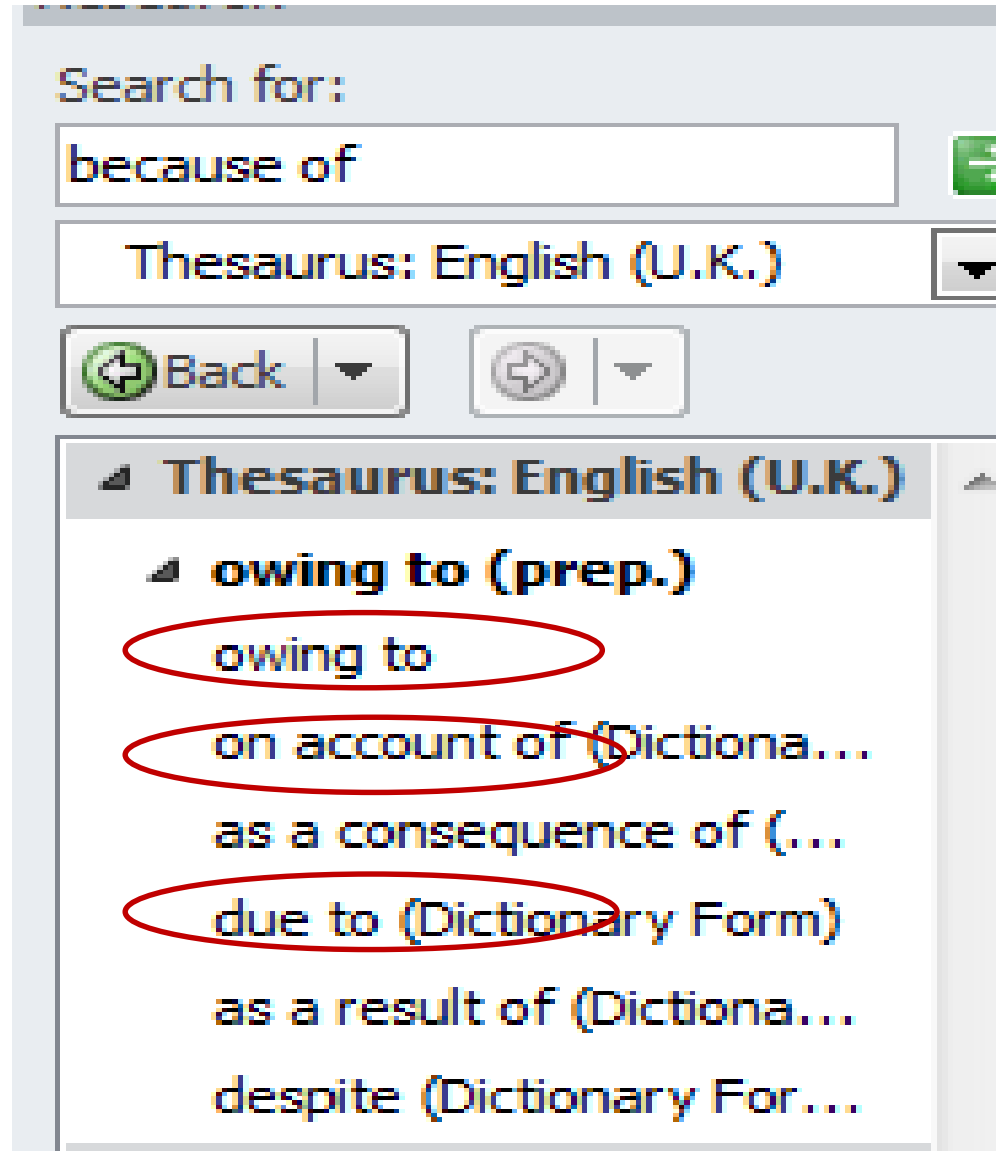 Search for:
because of
Thesaurus: English (U.K.)
Back
Thesaurus: English (U.K.)
owing to (prep.)
owing to
on account of (Dictiona...
as a consequence of (...
due to (Dictionary Form)
as a result of (Dictiona...
despite (Dictionary For...